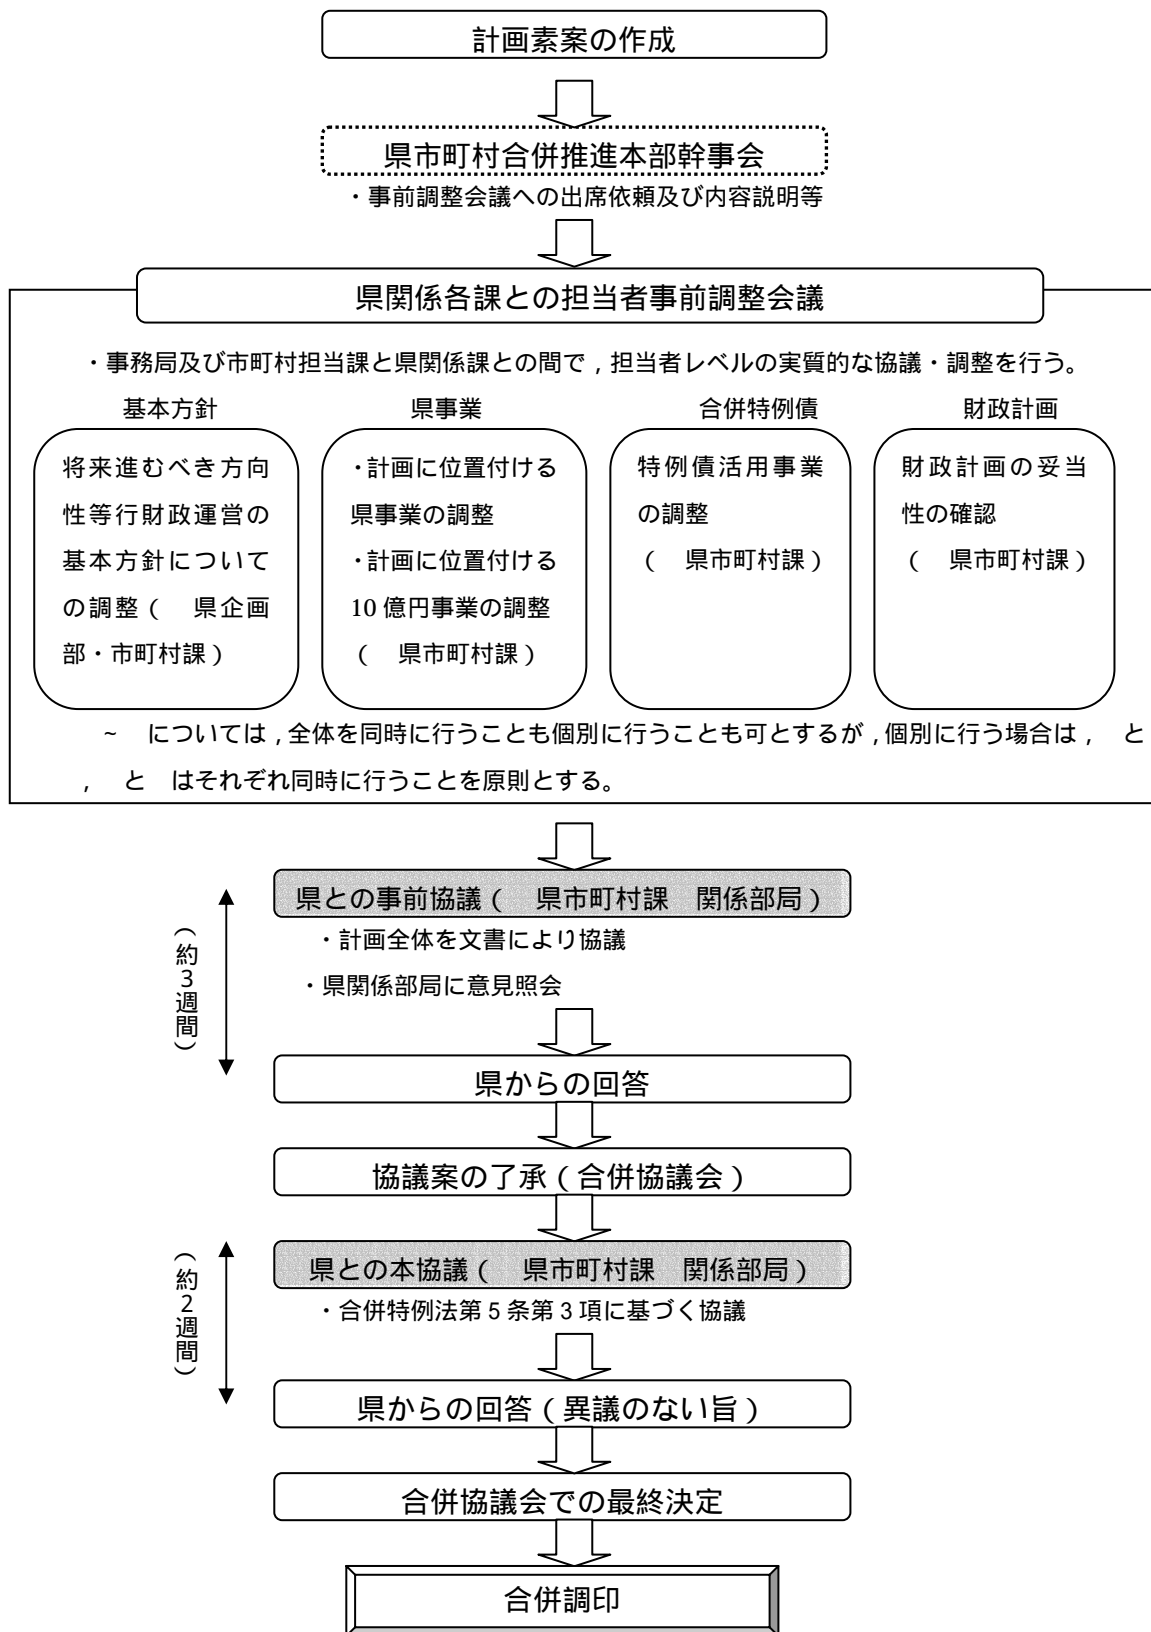 計画素案の作成
県市町村合併推進本部幹事会
・事前調整会議への出席依頼及び内容説明等
県関係各課との担当者事前調整会議
・事務局及び市町村担当課と県関係課との間で，担当者レベルの実質的な協議・調整を行う。
基本方針
将来進むべき方向
性等行財政運営の
基本方針について
の調整（　県企画
部・市町村課）
県事業
・計画に位置付ける
県事業の調整
・計画に位置付ける
10 億円事業の調整
（　県市町村課）
合併特例債
特例債活用事業
の調整
（　県市町村課）
財政計画
財政計画の妥当
性の確認
（　県市町村課）
～　については，全体を同時に行うことも個別に行うことも可とするが，個別に行う場合は，　と
，　と　はそれぞれ同時に行うことを原則とする。
県との事前協議（　県市町村課　関係部局）
・計画全体を文書により協議
・県関係部局に意見照会
（約３週間）
県からの回答
協議案の了承（合併協議会）
県との本協議（　県市町村課　関係部局）
・合併特例法第５条第３項に基づく協議
（約２週間）
県からの回答（異議のない旨）
合併協議会での最終決定
合併調印